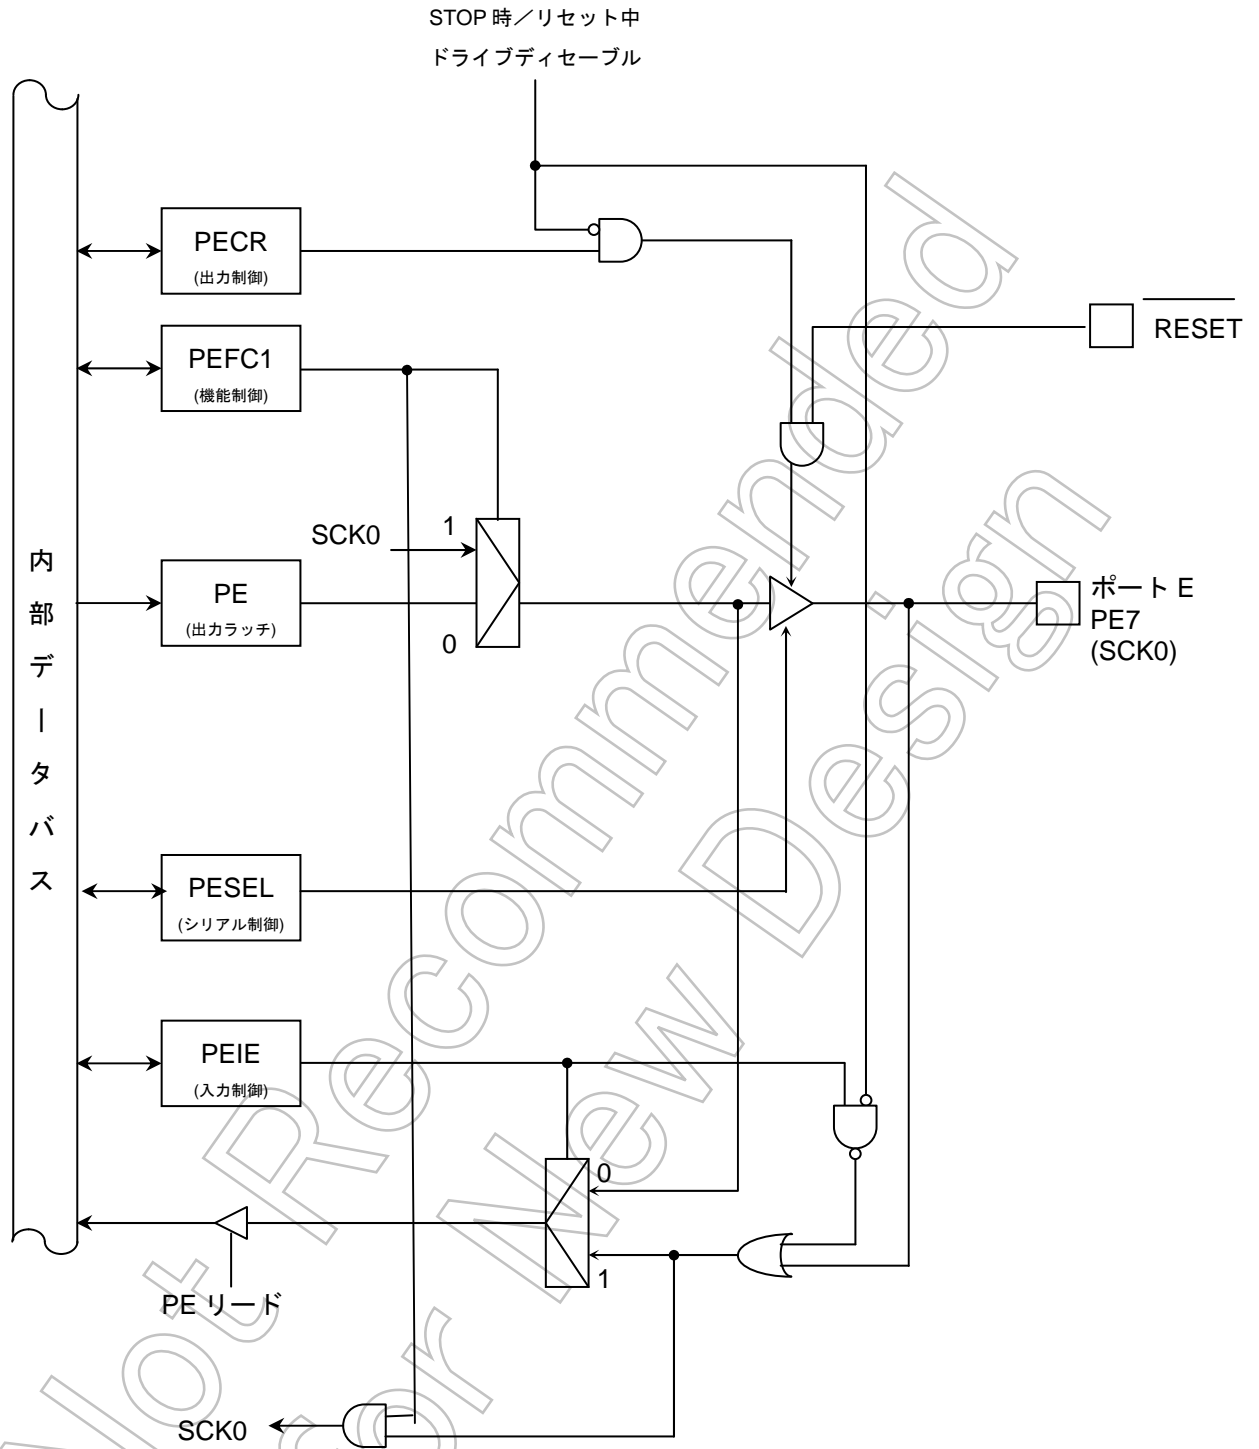 STOP 時／リセット中
ドライブディセーブル
PECR
(出力制御)
RESET
PEFC1
(機能制御)
SCK0
1
内部データバス
PE
(出力ラッチ)
0
ポート E
PE7
(SCK0)
PESEL
(シリアル制御)
PEIE
(入力制御)
0
1
PE リード
SCK0
Not Recommended
for New Design